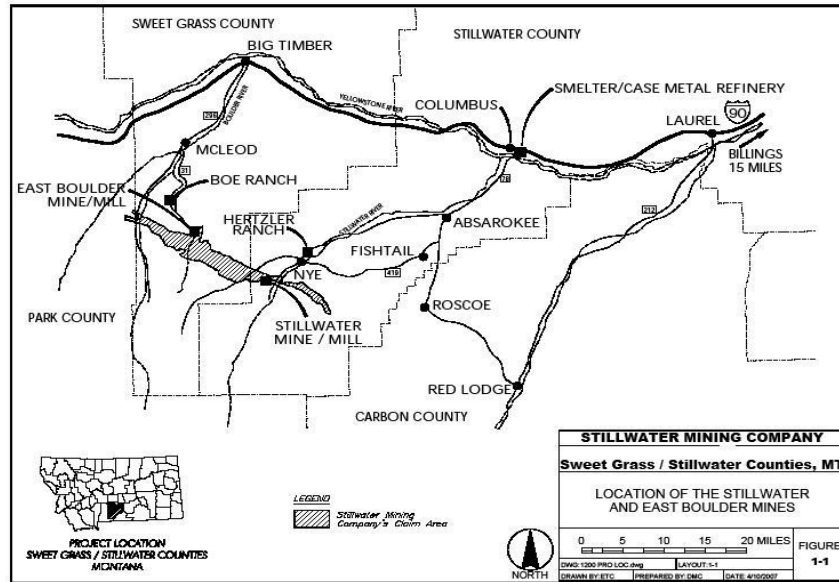 SWEET GRASS COUNTY
BIG TIMBER
STILLWATER COUNTY
SMELTER/CASE METAL REFINERY
YELLOWSTONE RIVER
COLUMBUS
90
LAUREL
298
BOULDER RIVER
BILLINGS
15 MILES
MCLEOD
31
78
EAST BOULDER
MINE/MILL
BOE RANCH
HERTZLER
RANCH
STILLWATER RIVER
212
ABSAROKEE
FISHTAIL
NYE
419
PARK COUNTY
STILLWATER
MINE / MILL
ROSCOE
RED LODGE
CARBON COUNTY
PROJECT LOCATION
SWEET GRASS / STILLWATER COUNTIES
MONTANA
LEGEND
Stillwater Mining
Company's Claim Area
NORTH
STILLWATER MINING COMPANY
Sweet Grass / Stillwater Counties, MT
LOCATION OF THE STILLWATER
AND EAST BOULDER MINES
0 5 10 15 20 MILES
FIGURE
1-1
DWG: 1200 PRO LOC.dwg LAYOUT: 1-1
DRAWN BY: ETC PREPARED BY: DMC DATE: 4/10/2007